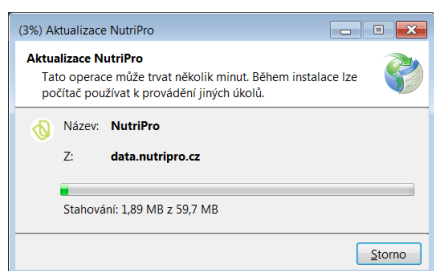 (3%) Aktualizace NutriPro
Aktualizace NutriPro
Tato operace může trvat několik minut. Během instalace lze
počítač používat k provádění jiných úkolů.
Název: NutriPro
Z: data.nutripro.cz
Stahování: 1,89 MB z 59,7 MB
Storno